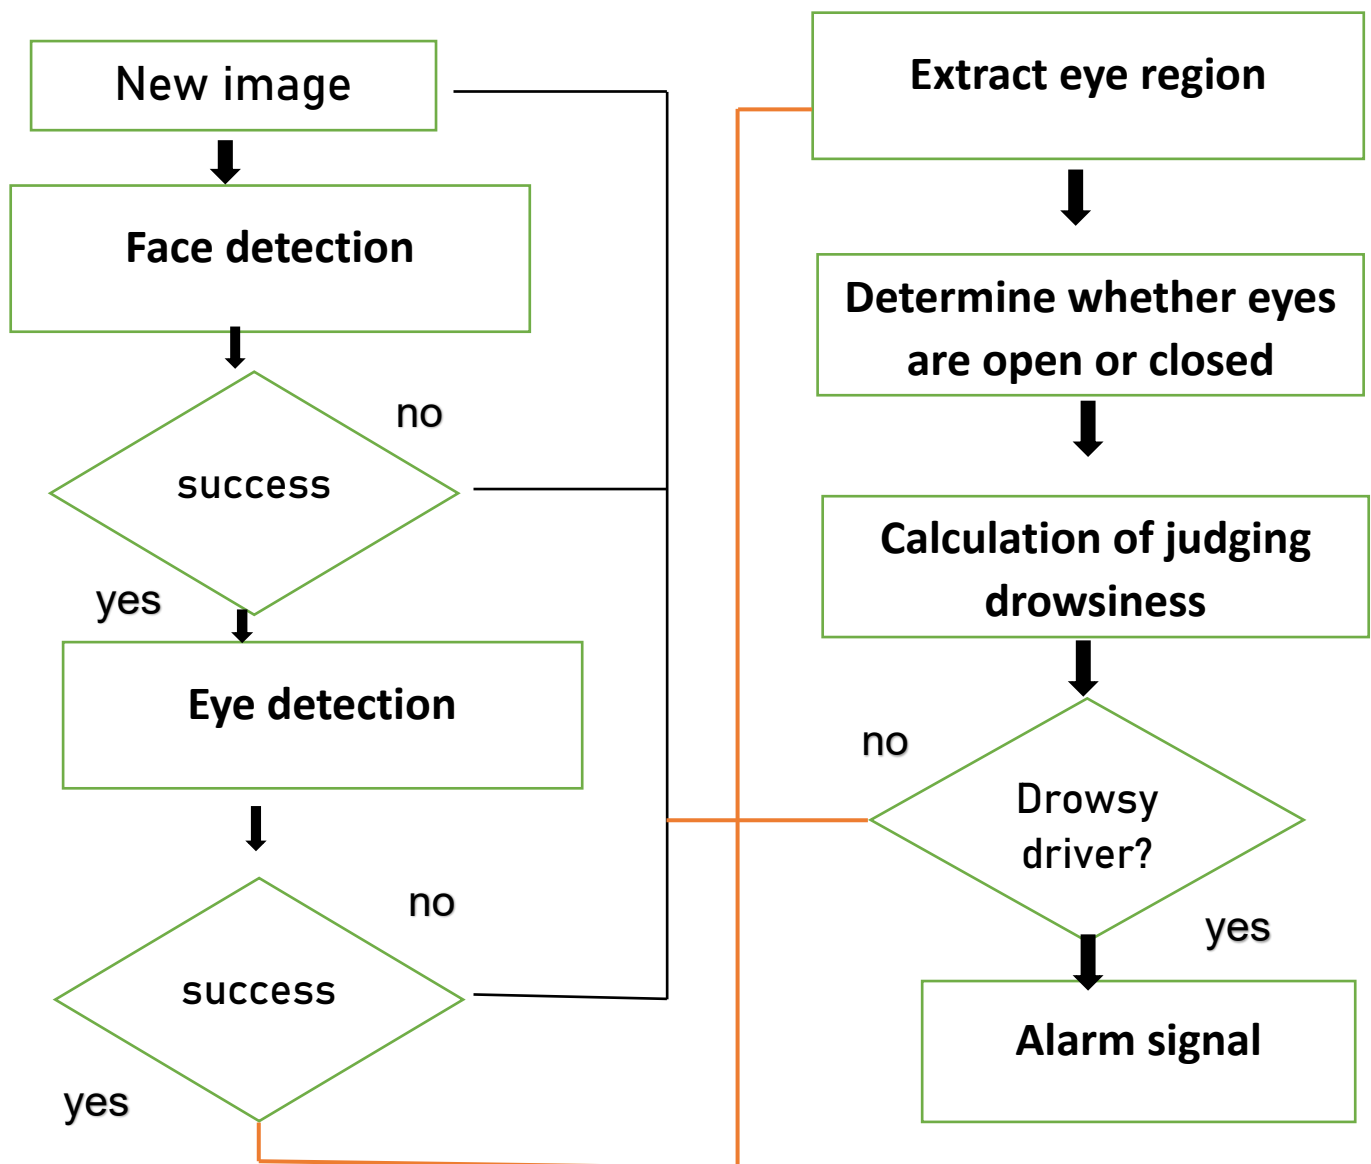 New image
Face detection
no
success
yes
Eye detection
no
success
yes
Extract eye region
Determine whether eyes
are open or closed
Calculation of judging
drowsiness
no
Drowsy
driver?
yes
Alarm signal